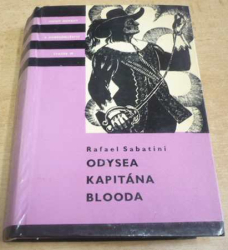 Rafael Sabatini
ODYSEA
KAPITÁNA
BLOODA